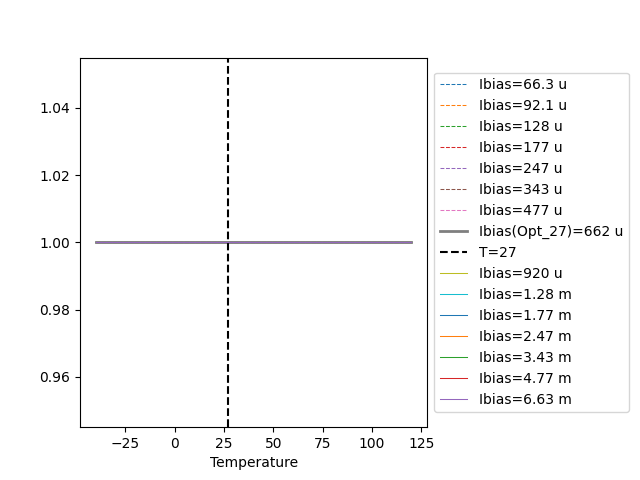 1.04
1.02
1.00
0.98
0.96
−25
0
25
50
75
100
125
Temperature
Ibias=66.3 u
Ibias=92.1 u
Ibias=128 u
Ibias=177 u
Ibias=247 u
Ibias=343 u
Ibias=477 u
Ibias(Opt_27)=662 u
T=27
Ibias=920 u
Ibias=1.28 m
Ibias=1.77 m
Ibias=2.47 m
Ibias=3.43 m
Ibias=4.77 m
Ibias=6.63 m